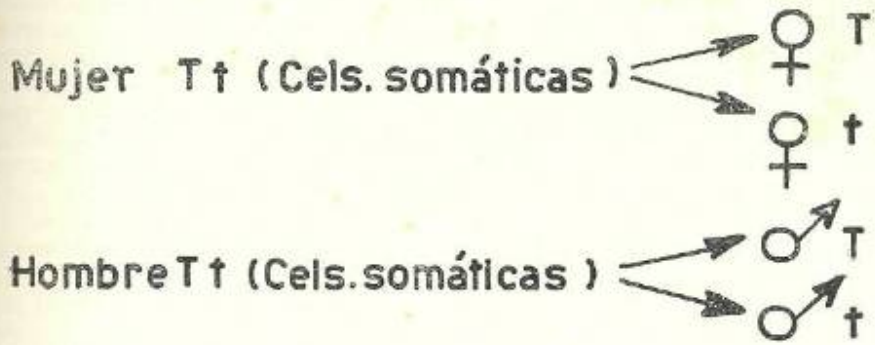 ♀ T
Mujer Tt (Cels. somáticas)
♀ t
♂ T
Hombre Tt (Cels. somáticas)
♂ t